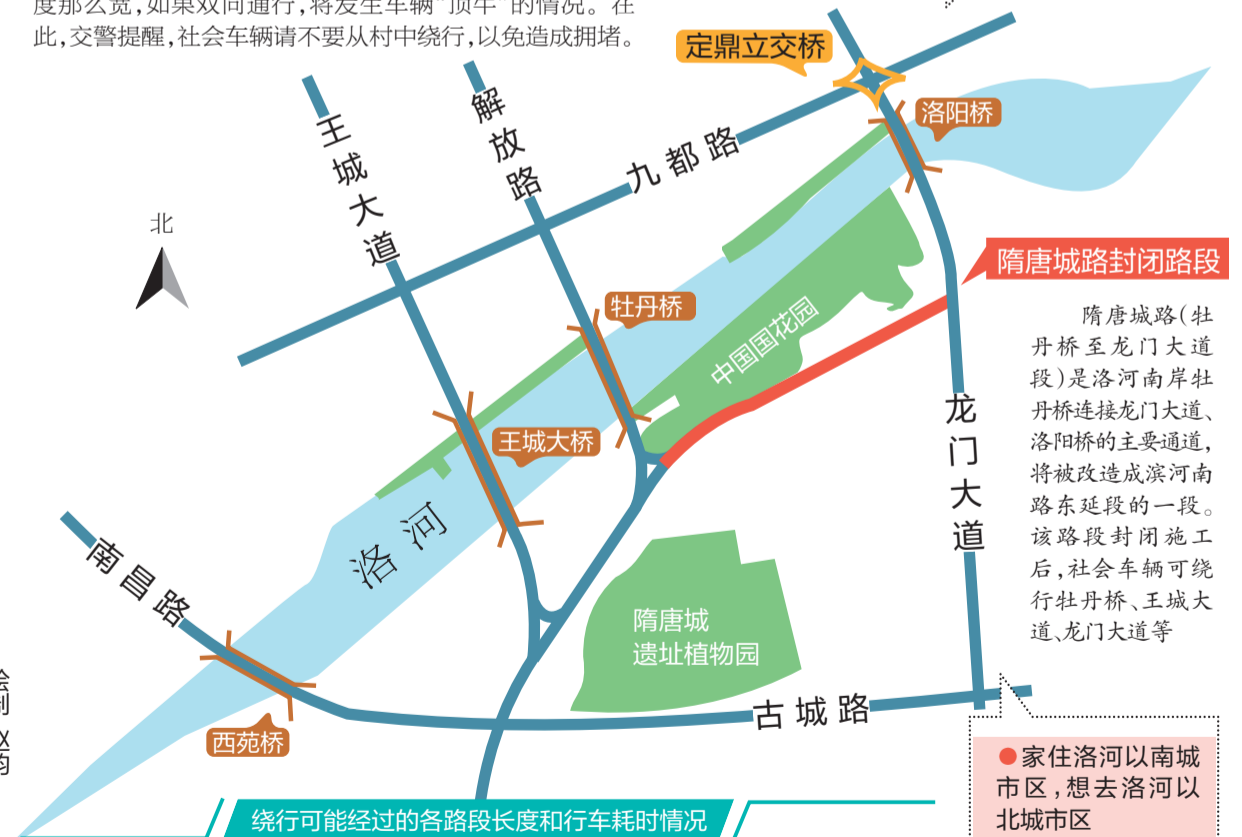 度那么宽，如果双向通行，将发生车辆“顶牛”的情况。在
此，交警提醒，社会车辆请不要从村中绕行，以免造成拥堵。
定鼎立交桥
洛阳桥
王城大道
解放路
九都路
北
隋唐城路封闭路段
牡丹桥
中国国花园
隋唐城路（牡
丹桥至龙门大道
段）是洛河南岸牡
丹桥连接龙门大道、
洛阳桥的主要通道，
将被改造成滨河南
路东延段的一段。
该路段封闭施工
后，社会车辆可绕
行牡丹桥、王城大
道、龙门大道等
龙门大道
王城大桥
洛河
南昌路
隋唐城
遗址植物园
古城路
西苑桥
绕行可能经过的各路段长度和行车耗时情况
●家住洛河以南城
市区，想去洛河以
北城市区